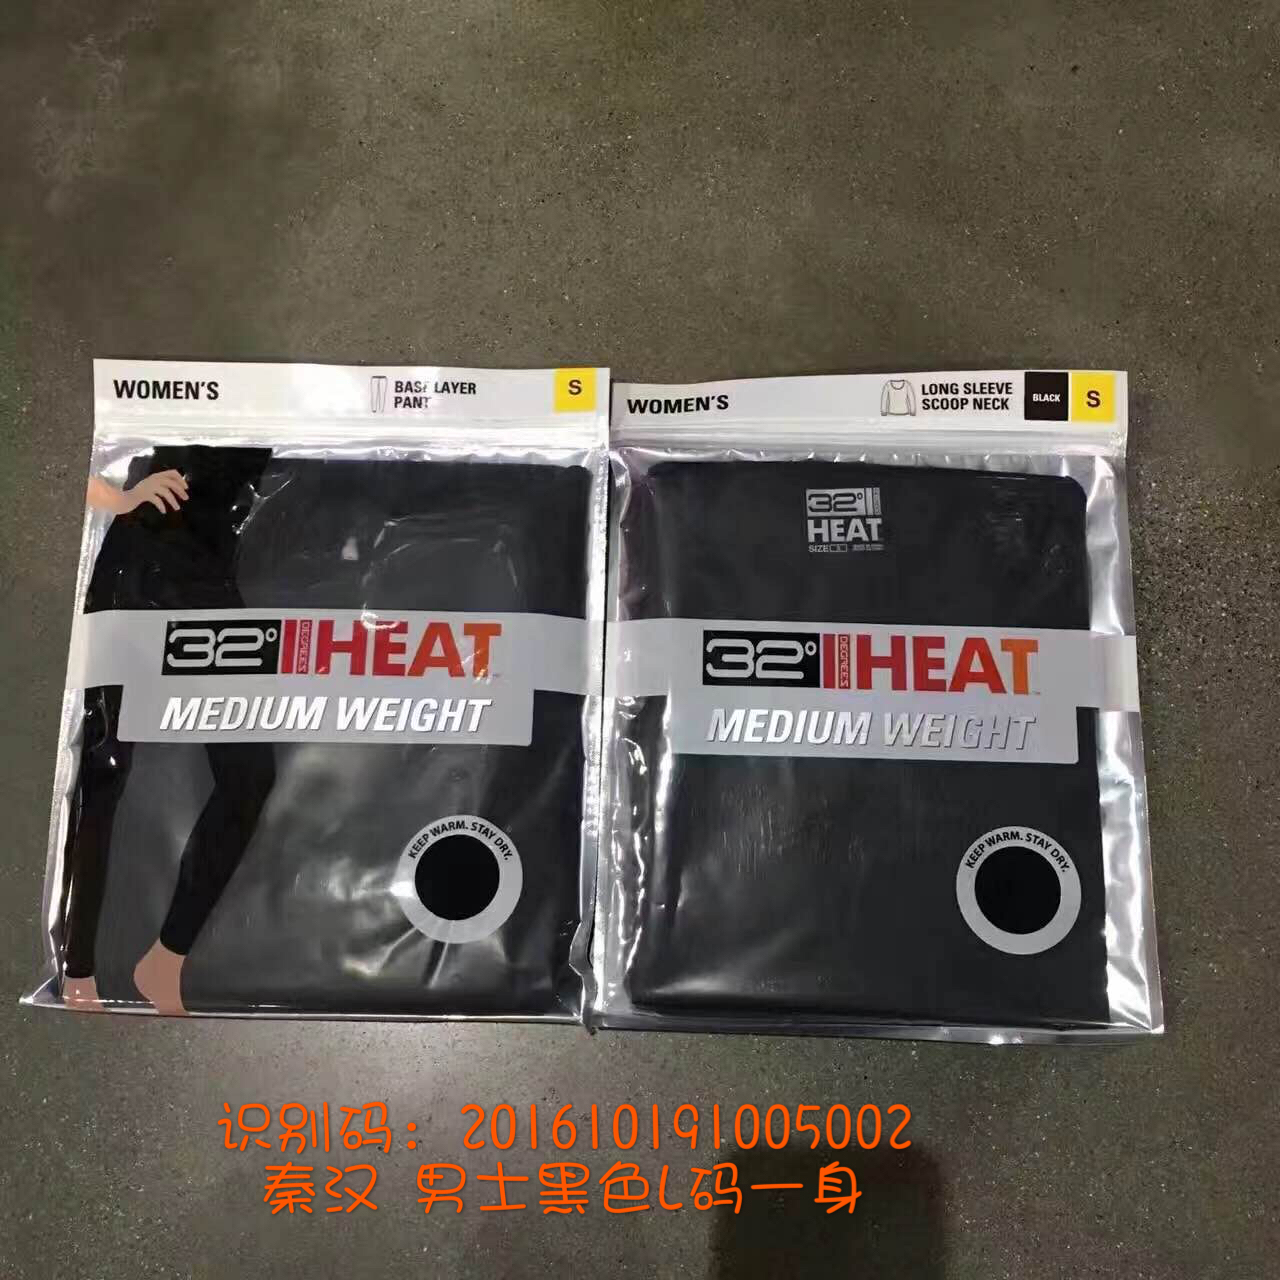 WOMEN'S
BASE LAYER
PANT
S
WOMEN'S
LONG SLEEVE
SCOOP NECK
BLACK
S
32° DEGREES HEAT
MEDIUM WEIGHT
KEEP WARM. STAY DRY.
32°
HEAT
SIZE S
32° DEGREES HEAT
MEDIUM WEIGHT
KEEP WARM. STAY DRY.
识别码：201610191005002
秦汉 男士黑色L码一身